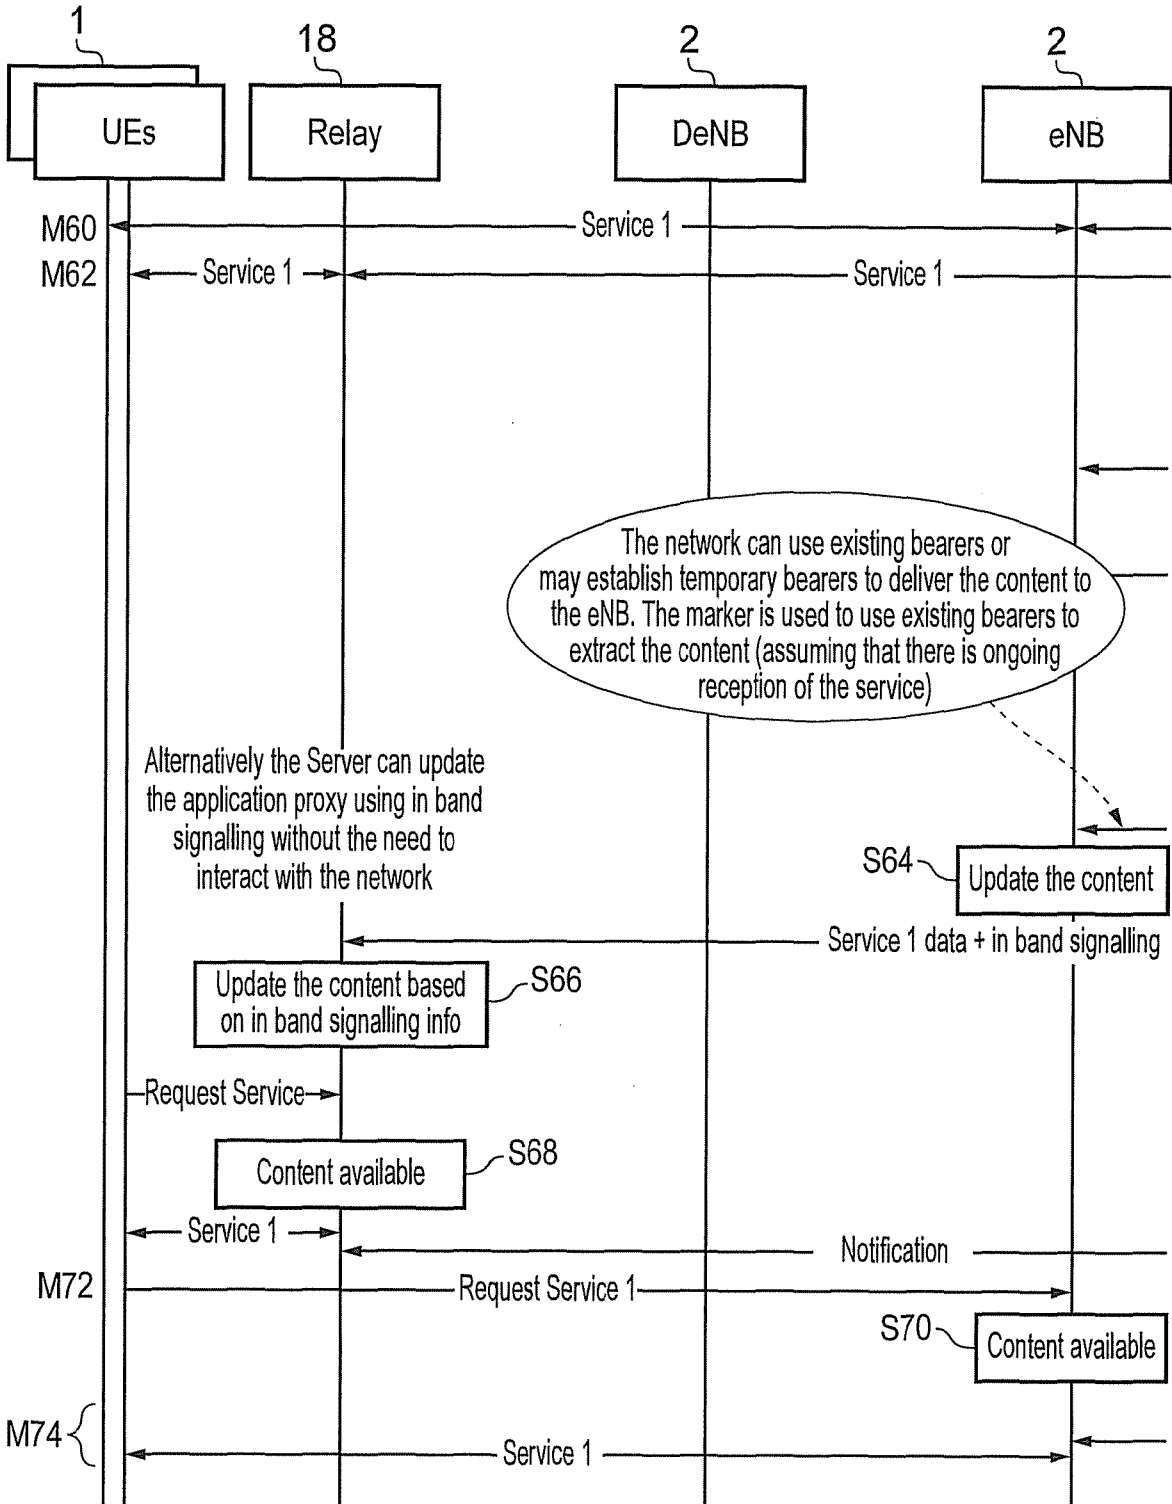 1
18
2
2
UEs
Relay
DeNB
eNB
M60
Service 1
M62
Service 1
Service 1
The network can use existing bearers or
may establish temporary bearers to deliver the content to
the eNB. The marker is used to use existing bearers to
extract the content (assuming that there is ongoing
reception of the service)
Alternatively the Server can update
the application proxy using in band
signalling without the need to
interact with the network
S64
Update the content
Service 1 data + in band signalling
Update the content based
on in band signalling info
S66
Request Service
Content available
S68
Service 1
Notification
M72
Request Service 1
S70
Content available
M74
Service 1